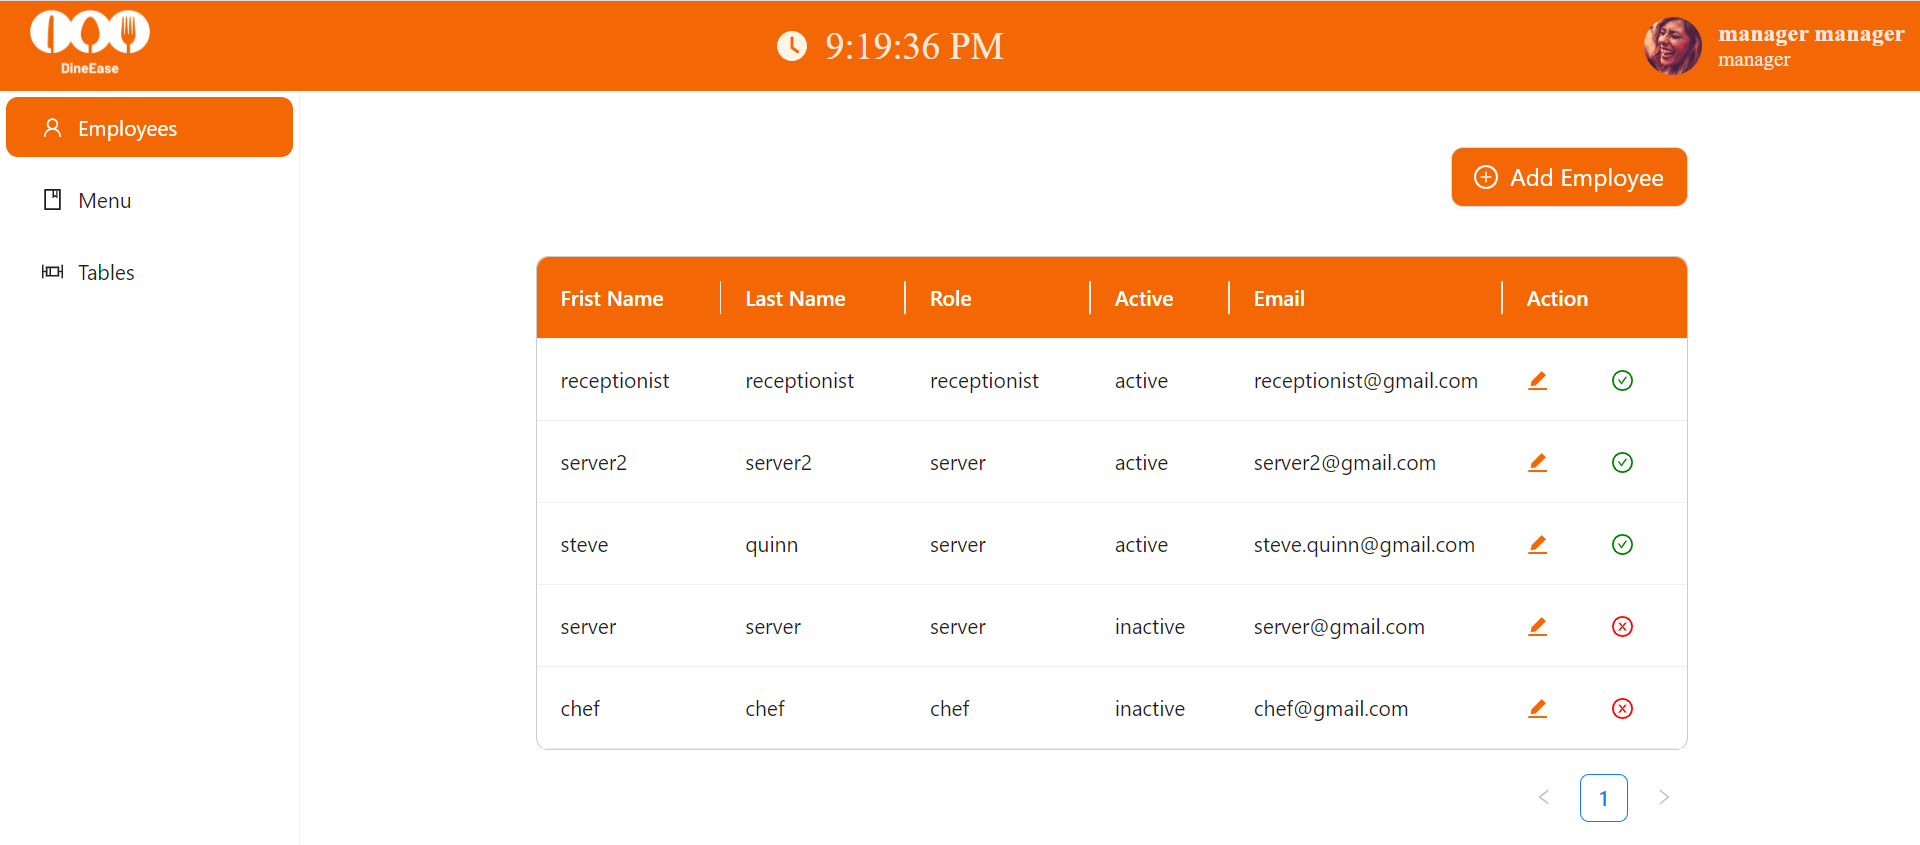 DineEase
9:19:36 PM
manager manager
manager
Employees
Menu
Tables
Add Employee
Frist Name Last Name Role Active Email Action
receptionist receptionist receptionist active receptionist@gmail.com
server2 server2 server active server2@gmail.com
steve quinn server active steve.quinn@gmail.com
server server server inactive server@gmail.com
chef chef chef inactive chef@gmail.com
1